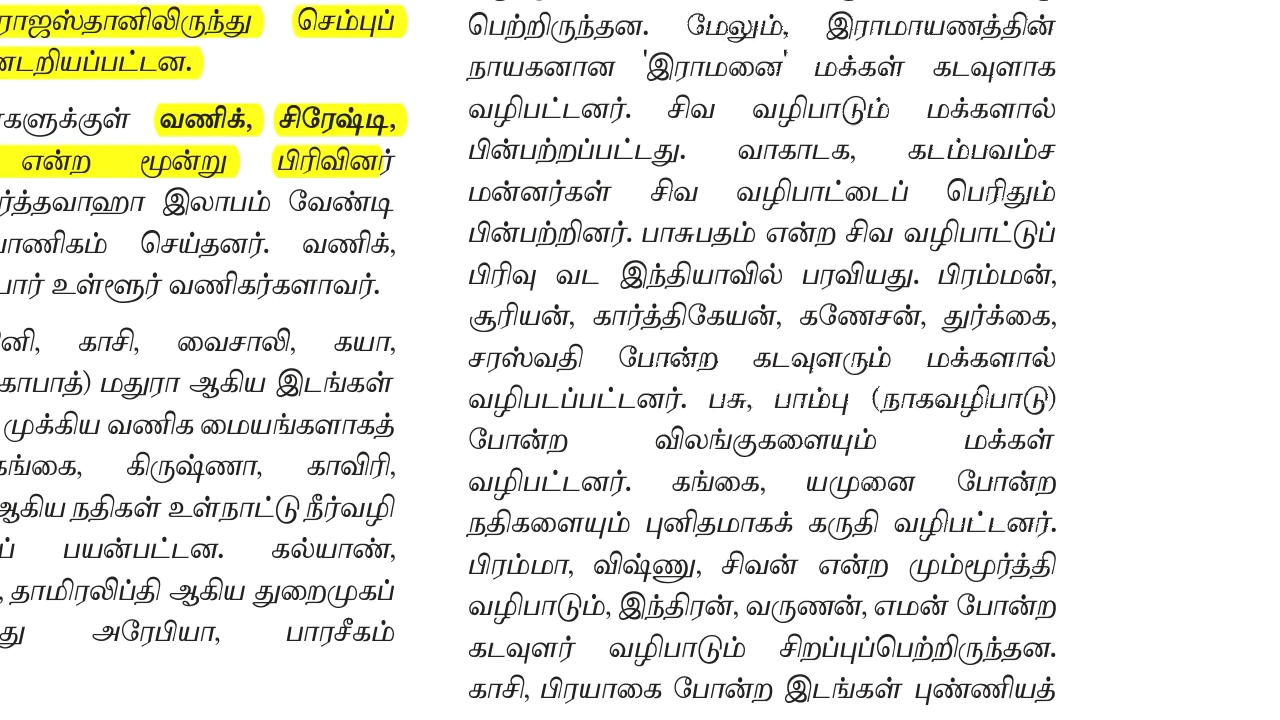 ராஜஸ்தானிலிருந்து செம்புப்
டறியப்பட்டன.
களுக்குள் வணிக், சிரேஷ்டி,
என்ற மூன்று பிரிவினர்
ர்த்தவாஹா இலாபம் வேண்டி
ாணிகம் செய்தனர். வணிக்,
பார் உள்ளூர் வணிகர்களாவர்.
னி, காசி, வைசாலி, கயா,
காபாத்) மதுரா ஆகிய இடங்கள்
முக்கிய வணிக மையங்களாகத்
கங்கை, கிருஷ்ணா, காவிரி,
ஆகிய நதிகள் உள்நாட்டு நீர்வழி
ப் பயன்பட்டன. கல்யாண்,
, தாமிரலிப்தி ஆகிய துறைமுகப்
து அரேபியா, பாரசீகம்
பெற்றிருந்தன. மேலும், இராமாயணத்தின்
நாயகனான 'இராமனை' மக்கள் கடவுளாக
வழிபட்டனர். சிவ வழிபாடும் மக்களால்
பின்பற்றப்பட்டது. வாகாடக, கடம்பவம்ச
மன்னர்கள் சிவ வழிபாட்டைப் பெரிதும்
பின்பற்றினர். பாசுபதம் என்ற சிவ வழிபாட்டுப்
பிரிவு வட இந்தியாவில் பரவியது. பிரம்மன்,
சூரியன், கார்த்திகேயன், கணேசன், துர்க்கை,
சரஸ்வதி போன்ற கடவுளரும் மக்களால்
வழிபடப்பட்டனர். பசு, பாம்பு (நாகவழிபாடு)
போன்ற விலங்குகளையும் மக்கள்
வழிபட்டனர். கங்கை, யமுனை போன்ற
நதிகளையும் புனிதமாகக் கருதி வழிபட்டனர்.
பிரம்மா, விஷ்ணு, சிவன் என்ற மும்மூர்த்தி
வழிபாடும், இந்திரன், வருணன், எமன் போன்ற
கடவுளர் வழிபாடும் சிறப்புப்பெற்றிருந்தன.
காசி, பிரயாகை போன்ற இடங்கள் புண்ணியத்